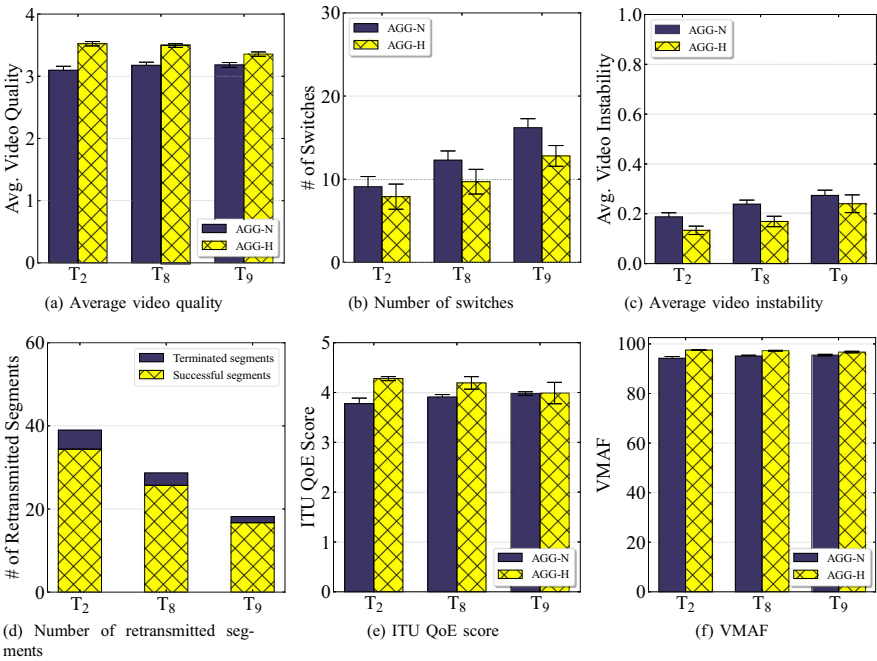 4
3
2
1
0
Avg. Video Quality
AGG-N
AGG-H
T2
T8
T9
(a) Average video quality
30
20
10
0
# of Switches
AGG-N
AGG-H
T2
T8
T9
(b) Number of switches
1.0
0.8
0.6
0.4
0.2
0.0
Avg. Video Instability
AGG-N
AGG-H
T2
T8
T9
(c) Average video instability
60
40
20
0
# of Retransmitted Segments
Terminated segments
Successful segments
T2
T8
T9
(d) Number of retransmitted seg-
ments
5
4
3
2
1
0
ITU QoE Score
AGG-N
AGG-H
T2
T8
T9
(e) ITU QoE score
100
80
60
40
20
0
VMAF
AGG-N
AGG-H
T2
T8
T9
(f) VMAF